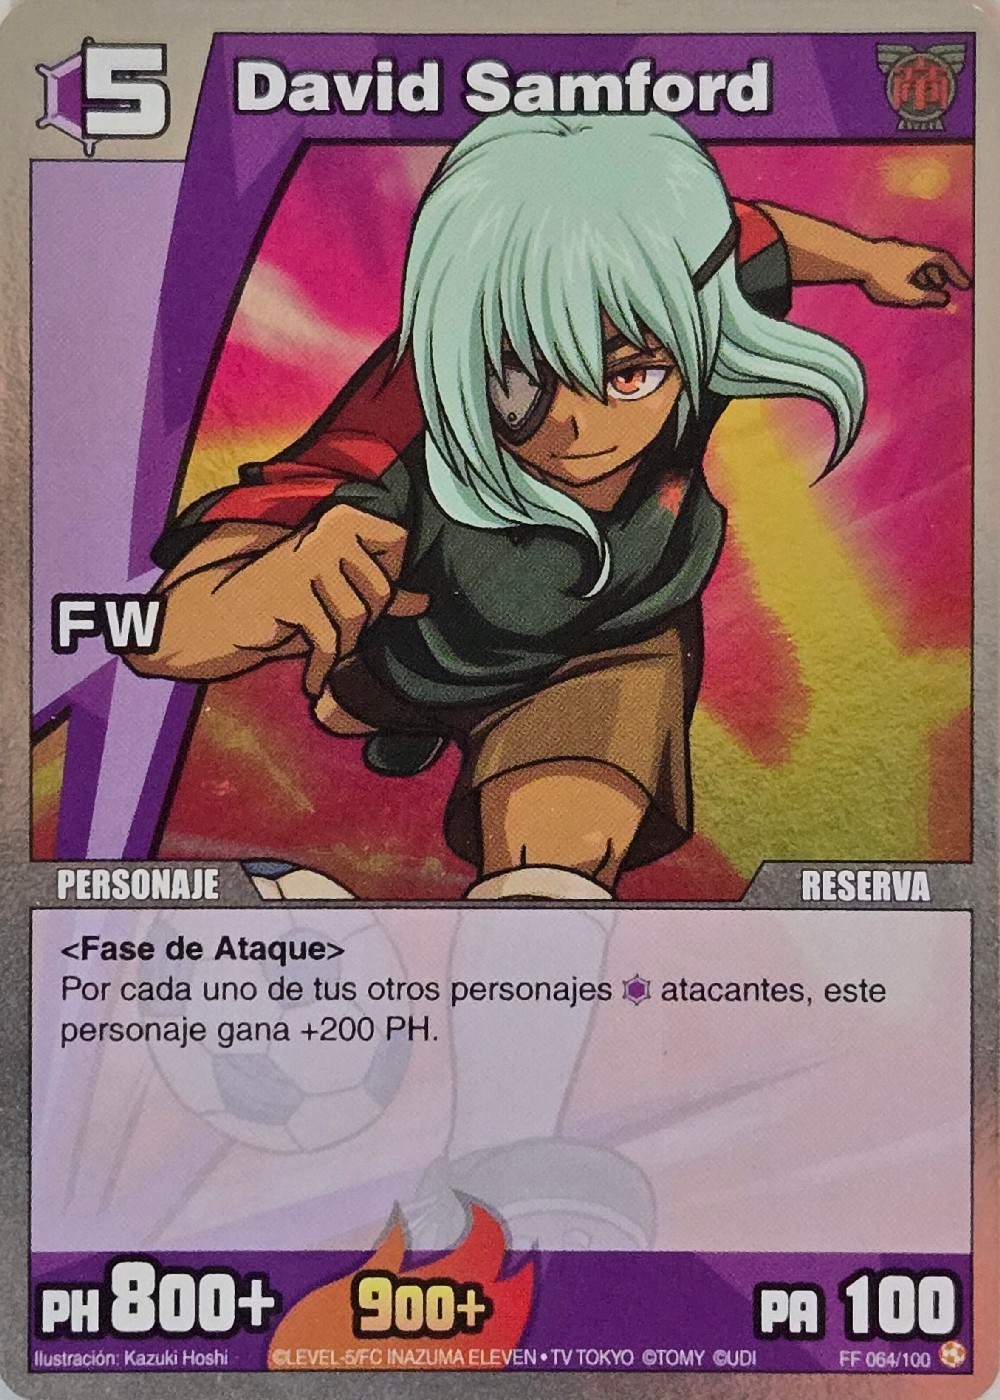 5
David Samford
FW
PERSONAJE
RESERVA
<Fase de Ataque>
Por cada uno de tus otros personajes atacantes, este
personaje gana +200 PH.
PH 800+
900+
PA 100
Ilustración: Kazuki Hoshi
©LEVEL-5/FC INAZUMA ELEVEN • TV TOKYO ©TOMY ©UDI
FF 064/100